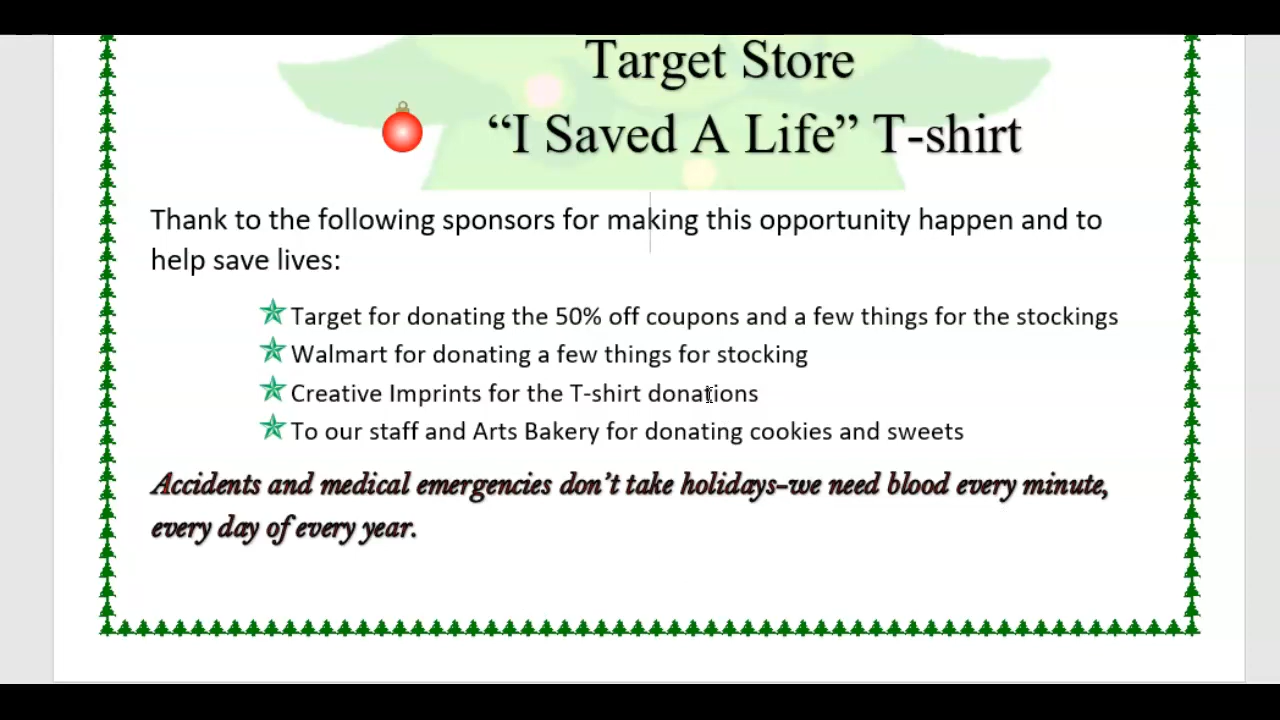 Target Store
“I Saved A Life” T-shirt
Thank to the following sponsors for making this opportunity happen and to
help save lives:
Target for donating the 50% off coupons and a few things for the stockings
Walmart for donating a few things for stocking
Creative Imprints for the T-shirt donations
To our staff and Arts Bakery for donating cookies and sweets
Accidents and medical emergencies don’t take holidays-we need blood every minute,
every day of every year.